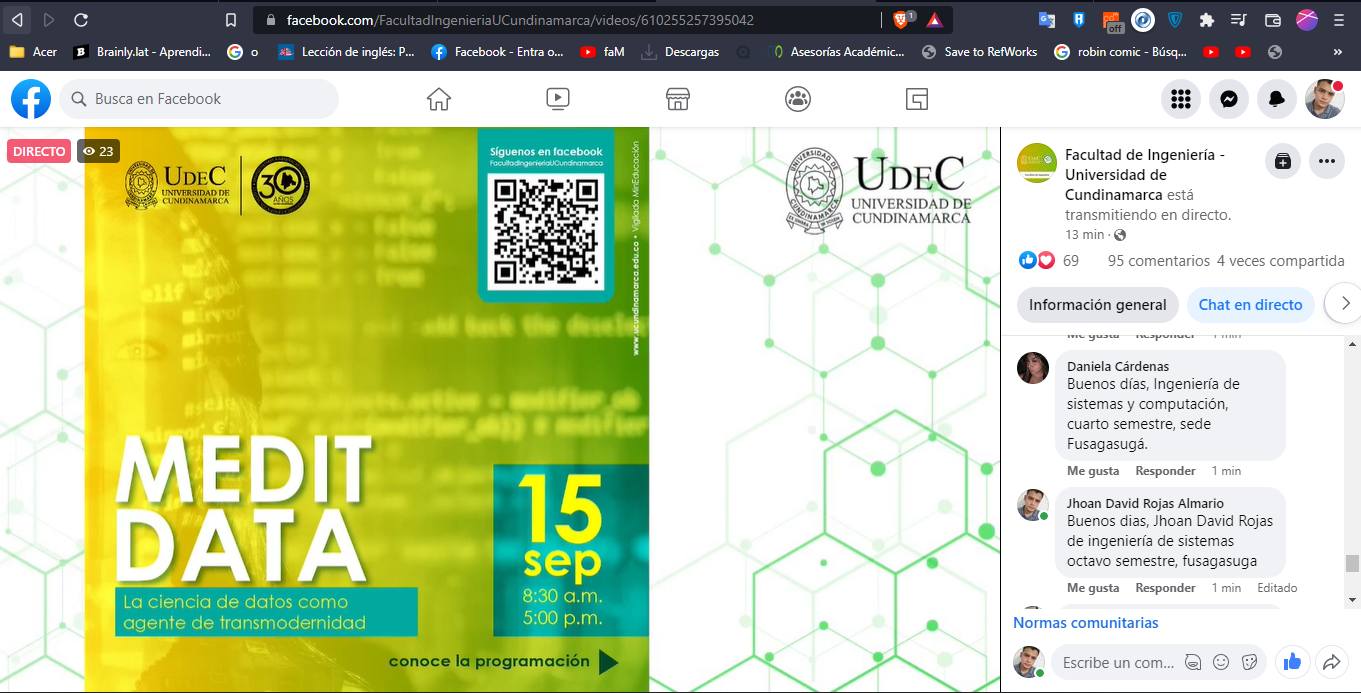 facebook.com/FacultadIngenieriaUCundinamarca/videos/610255257395042
1
off
Acer
Brainly.lat - Aprendi...
o
Lección de inglés: P...
Facebook - Entra o...
faM
Descargas
Asesorías Académic...
Save to RefWorks
robin comic - Búsq...
»
Busca en Facebook
DIRECTO
23
UDEC
UNIVERSIDAD DE
CUNDINAMARCA
30
AÑOS
Síguenos en facebook
FacultadIngenieriaUCundinamarca
www.ucundinamarca.edu.co • Vigilada MinEducación
UDEC
UNIVERSIDAD DE
CUNDINAMARCA
MEDIT
DATA
La ciencia de datos como
agente de transmodernidad
15
sep
8:30 a.m.
5:00 p.m.
conoce la programación
Facultad de Ingeniería -
Universidad de
Cundinamarca está
transmitiendo en directo.
13 min ·
69
95 comentarios 4 veces compartida
Información general
Chat en directo
Me gusta Responder 1 min
Daniela Cárdenas
Buenos días, Ingeniería de
sistemas y computación,
cuarto semestre, sede
Fusagasugá.
Me gusta Responder 1 min
Jhoan David Rojas Almario
Buenos dias, Jhoan David Rojas
de ingeniería de sistemas
octavo semestre, fusagasuga
Me gusta Responder 1 min Editado
Normas comunitarias
Escribe un com...